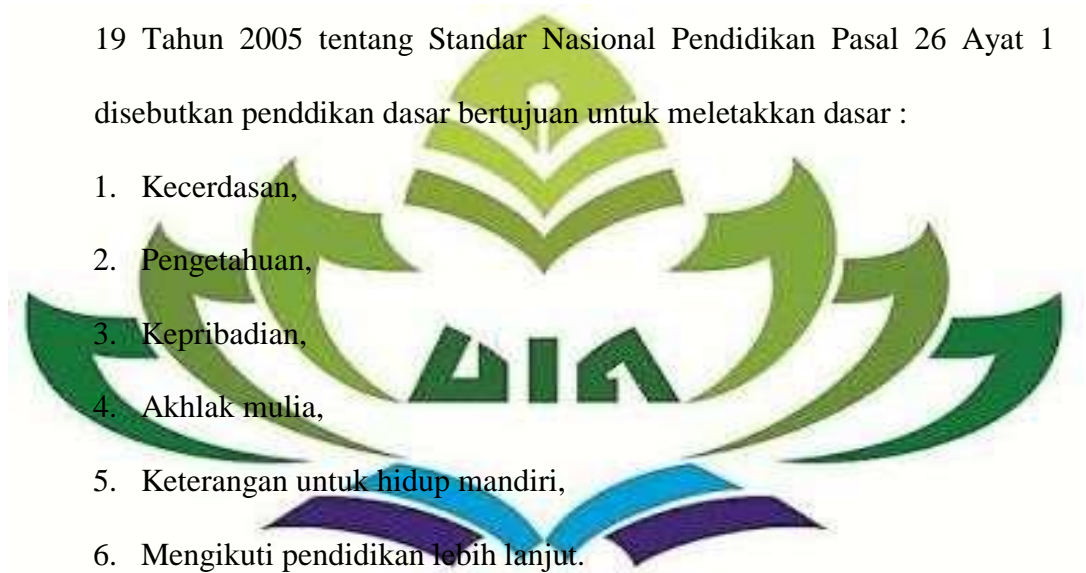 19 Tahun 2005 tentang Standar Nasional Pendidikan Pasal 26 Ayat 1
disebutkan penddikan dasar bertujuan untuk meletakkan dasar :
1. Kecerdasan,
2. Pengetahuan,
3. Kepribadian,
4. Akhlak mulia,
5. Keterangan untuk hidup mandiri,
6. Mengikuti pendidikan lebih lanjut.